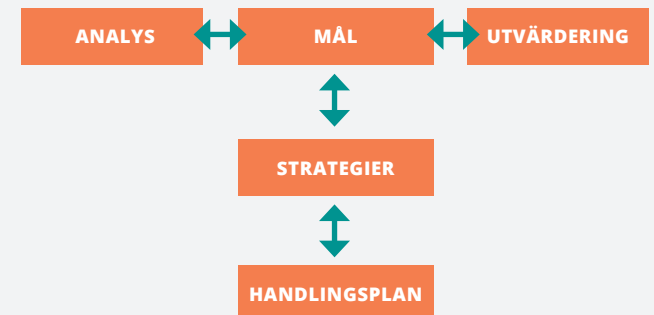 ANALYS
MÅL
UTVÄRDERING
STRATEGIER
HANDLINGSPLAN